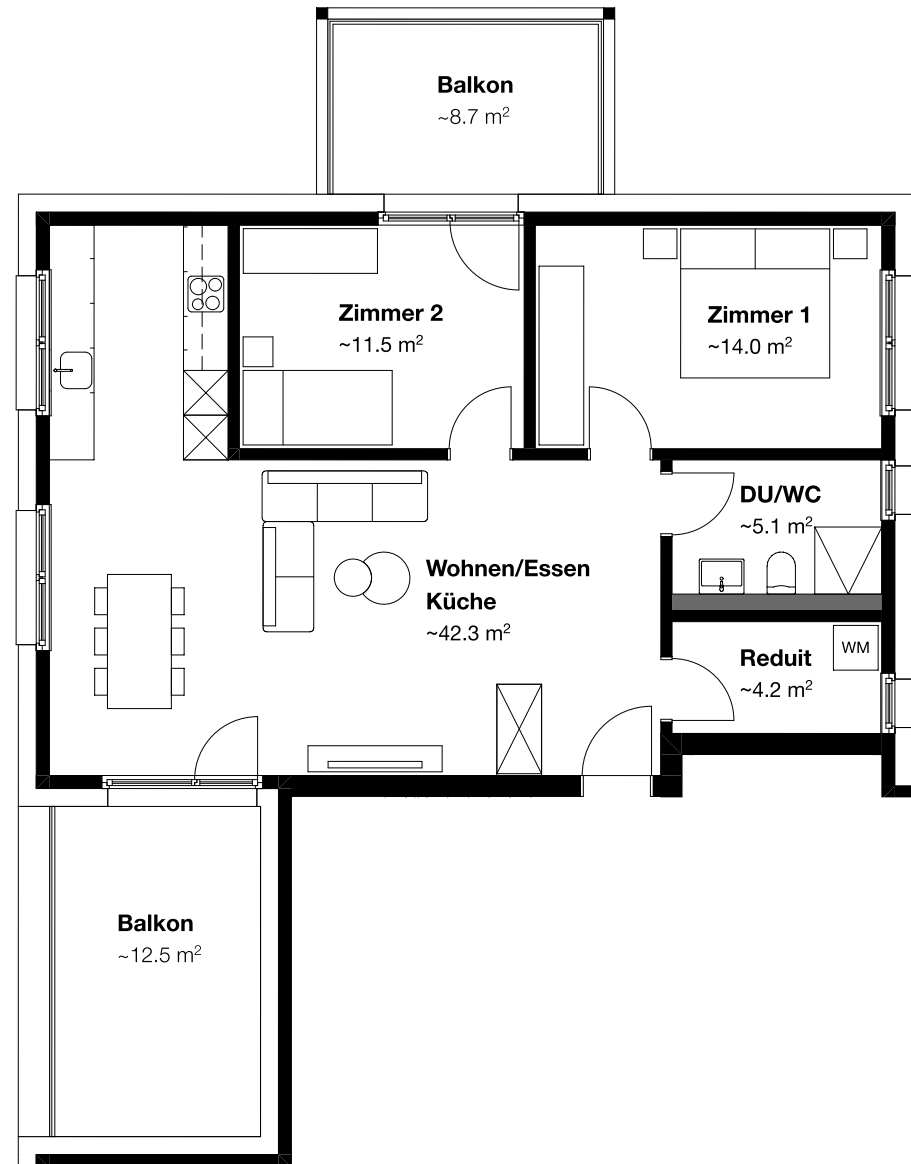 Balkon
~8.7 m²
Zimmer 2
~11.5 m²
Zimmer 1
~14.0 m²
DU/WC
~5.1 m²
Wohnen/Essen
Küche
~42.3 m²
Reduit
~4.2 m²
WM
Balkon
~12.5 m²